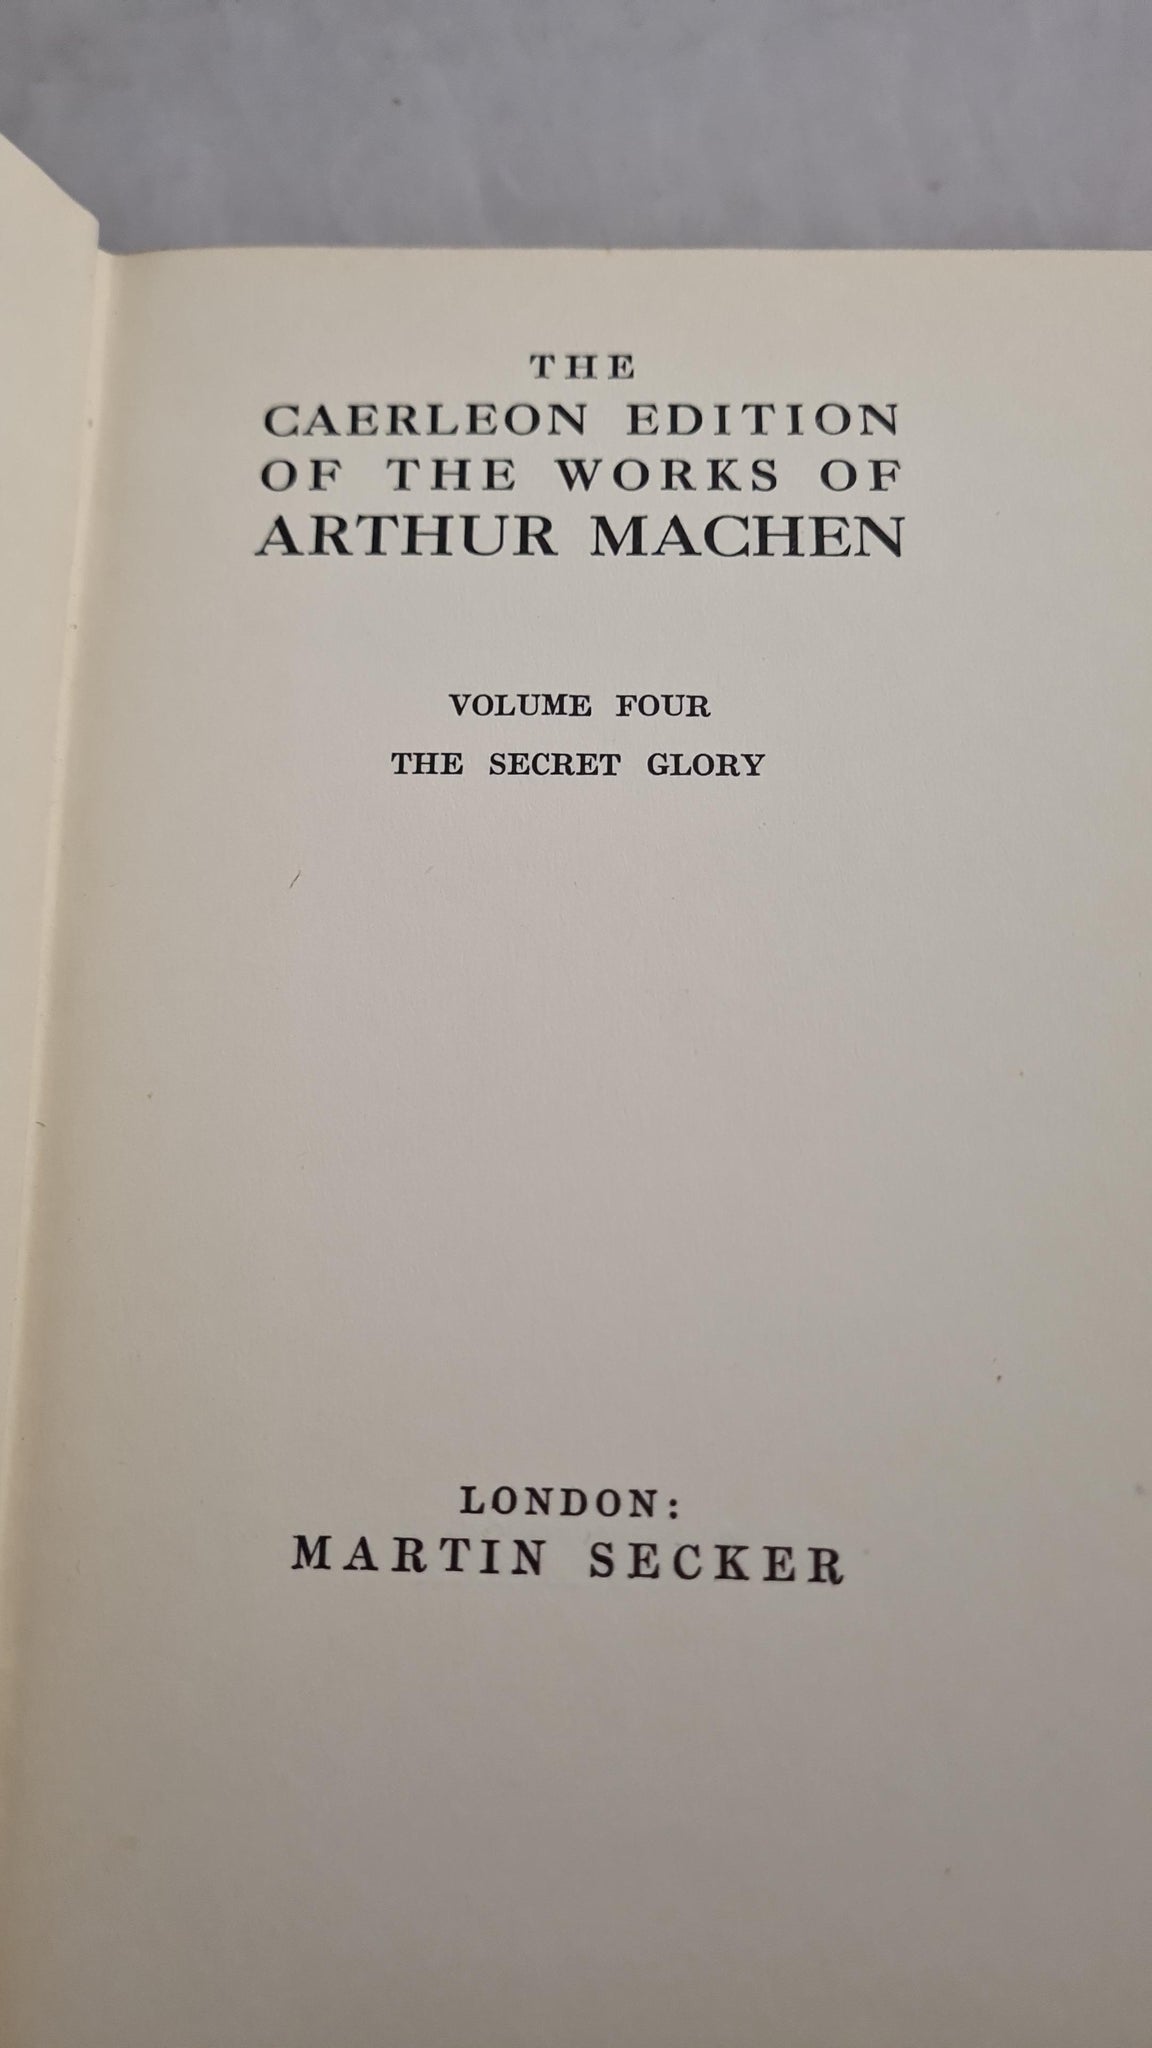 THE
CAERLEON EDITION
OF THE WORKS OF
ARTHUR MACHEN
VOLUME FOUR
THE SECRET GLORY
LONDON:
MARTIN SECKER